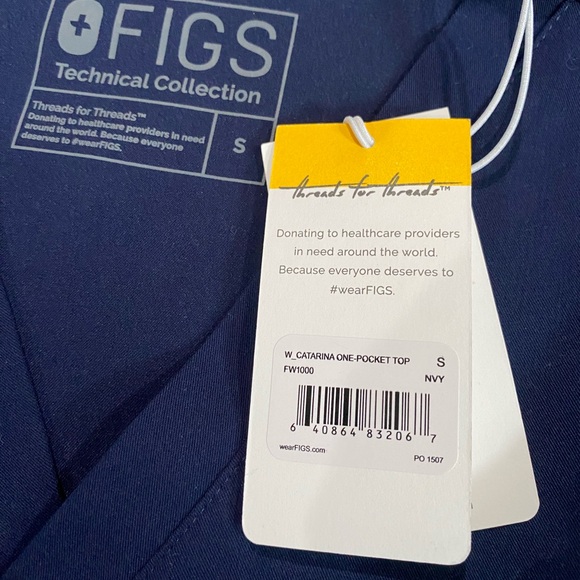 FIGS
Technical Collection
Threads for Threads™
Donating to healthcare providers in need
around the world. Because everyone
deserves to #wearFIGS.
S
threads for threads™
Donating to healthcare providers
in need around the world.
Because everyone deserves to
#wearFIGS.
W_CATARINA ONE-POCKET TOP S
FW1000 NVY
6 40864 83206 7
wearFIGS.com PO 1507